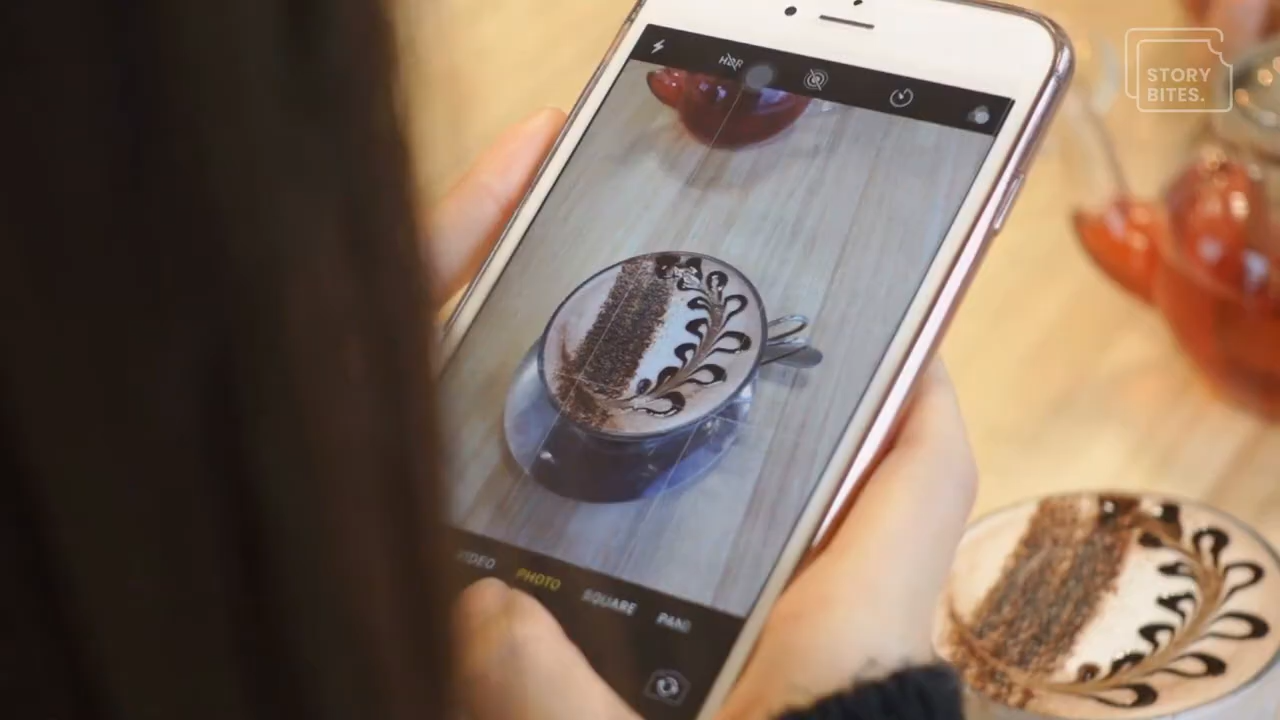 STORY
BITES.
HDR
VIDEO
PHOTO
SQUARE
PANO